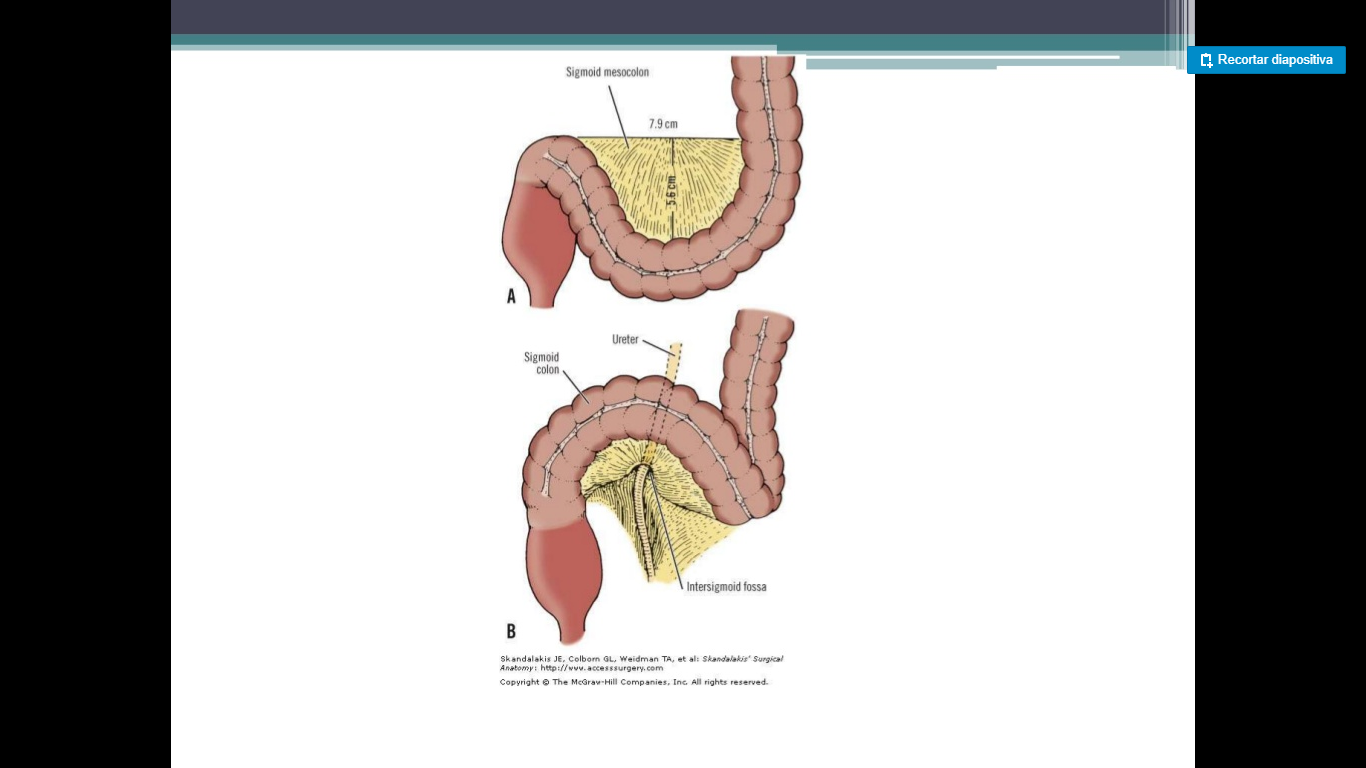 Recortar diapositiva
Sigmoid mesocolon
7.9 cm
5.6 cm
A
Ureter
Sigmoid
colon
Intersigmoid fossa
B
Skandalakis JE, Colborn GL, Weidman TA, et al: Skandalakis' Surgical
Anatomy: http://www.accesssurgery.com
Copyright © The McGraw-Hill Companies, Inc. All rights reserved.